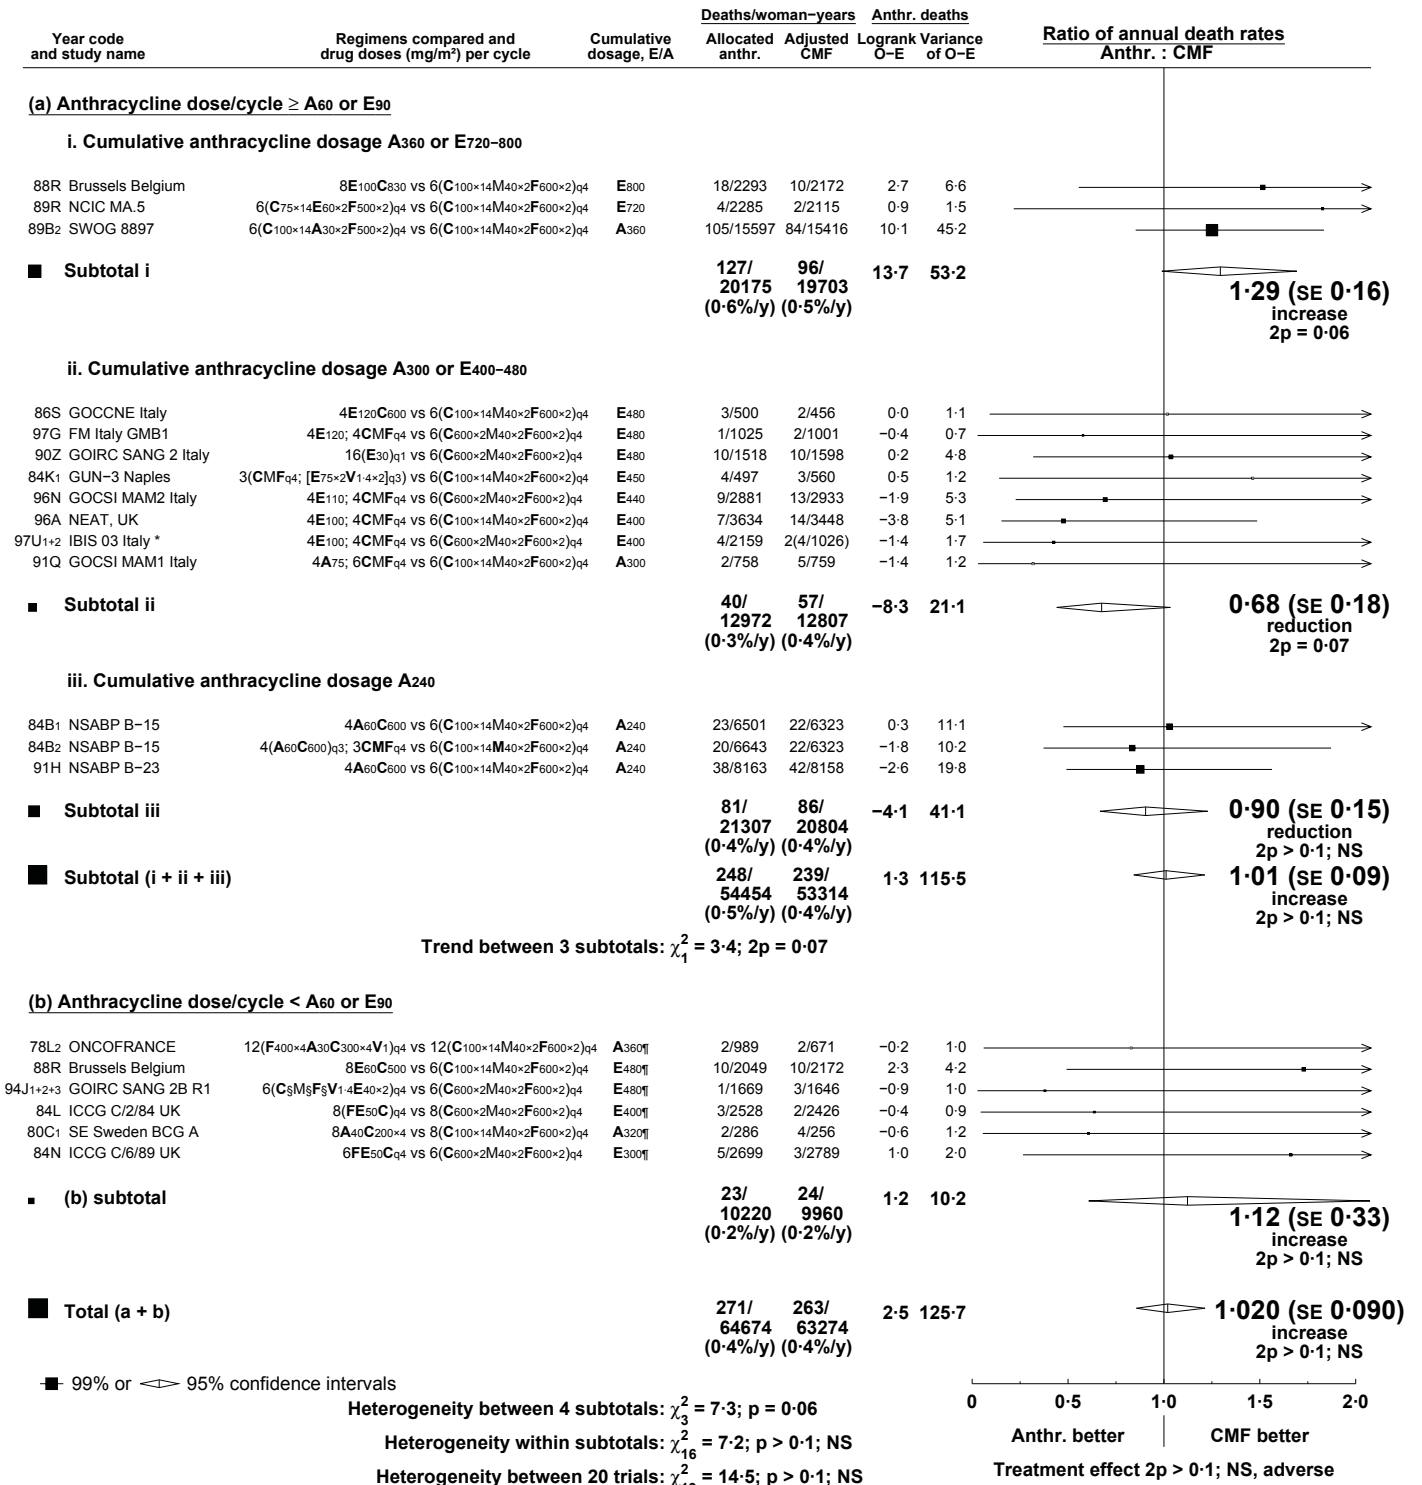 Deaths/woman−years Anthr. deaths
Year code and study name Regimens compared and drug doses (mg/m²) per cycle Cumulative dosage, E/A Allocated anthr. Adjusted CMF Logrank O−E Variance of O−E Ratio of annual death rates Anthr. : CMF
(a) Anthracycline dose/cycle ≥ A60 or E90
i. Cumulative anthracycline dosage A360 or E720−800
88R Brussels Belgium 8E100C830 vs 6(C100×14M40×2F600×2)q4 E800 18/2293 10/2172 2·7 6·6
89R NCIC MA.5 6(C75×14E60×2F500×2)q4 vs 6(C100×14M40×2F600×2)q4 E720 4/2285 2/2115 0·9 1·5
89B2 SWOG 8897 6(C100×14A30×2F500×2)q4 vs 6(C100×14M40×2F600×2)q4 A360 105/15597 84/15416 10·1 45·2
Subtotal i 127/20175 (0·6%/y) 96/19703 (0·5%/y) 13·7 53·2 1·29 (SE 0·16)
increase
2p = 0·06
ii. Cumulative anthracycline dosage A300 or E400−480
86S GOCCNE Italy 4E120C600 vs 6(C100×14M40×2F600×2)q4 E480 3/500 2/456 0·0 1·1
97G FM Italy GMB1 4E120; 4CMFq4 vs 6(C600×2M40×2F600×2)q4 E480 1/1025 2/1001 −0·4 0·7
90Z GOIRC SANG 2 Italy 16(E30)q1 vs 6(C600×2M40×2F600×2)q4 E480 10/1518 10/1598 0·2 4·8
84K1 GUN−3 Naples 3(CMFq4; [E75×2V1·4×2]q3) vs 6(C100×14M40×2F600×2)q4 E450 4/497 3/560 0·5 1·2
96N GOCSI MAM2 Italy 4E110; 4CMFq4 vs 6(C600×2M40×2F600×2)q4 E440 9/2881 13/2933 −1·9 5·3
96A NEAT, UK 4E100; 4CMFq4 vs 6(C100×14M40×2F600×2)q4 E400 7/3634 14/3448 −3·8 5·1
97U1+2 IBIS 03 Italy * 4E100; 4CMFq4 vs 6(C600×2M40×2F600×2)q4 E400 4/2159 2(4/1026) −1·4 1·7
91Q GOCSI MAM1 Italy 4A75; 6CMFq4 vs 6(C100×14M40×2F600×2)q4 A300 2/758 5/759 −1·4 1·2
Subtotal ii 40/12972 (0·3%/y) 57/12807 (0·4%/y) −8·3 21·1 0·68 (SE 0·18)
reduction
2p = 0·07
iii. Cumulative anthracycline dosage A240
84B1 NSABP B−15 4A60C600 vs 6(C100×14M40×2F600×2)q4 A240 23/6501 22/6323 0·3 11·1
84B2 NSABP B−15 4(A60C600)q3; 3CMFq4 vs 6(C100×14M40×2F600×2)q4 A240 20/6643 22/6323 −1·8 10·2
91H NSABP B−23 4A60C600 vs 6(C100×14M40×2F600×2)q4 A240 38/8163 42/8158 −2·6 19·8
Subtotal iii 81/21307 (0·4%/y) 86/20804 (0·4%/y) −4·1 41·1 0·90 (SE 0·15)
reduction
2p > 0·1; NS
Subtotal (i + ii + iii) 248/54454 (0·5%/y) 239/53314 (0·4%/y) 1·3 115·5 1·01 (SE 0·09)
increase
2p > 0·1; NS
Trend between 3 subtotals: χ²₁ = 3·4; 2p = 0·07
(b) Anthracycline dose/cycle < A60 or E90
78L2 ONCOFRANCE 12(F400×4A30C300×4V1)q4 vs 12(C100×14M40×2F600×2)q4 A360¶ 2/989 2/671 −0·2 1·0
88R Brussels Belgium 8E60C500 vs 6(C100×14M40×2F600×2)q4 E480¶ 10/2049 10/2172 2·3 4·2
94J1+2+3 GOIRC SANG 2B R1 6(C§M§F§V1·4E40×2)q4 vs 6(C600×2M40×2F600×2)q4 E480¶ 1/1669 3/1646 −0·9 1·0
84L ICCG C/2/84 UK 8(FE50C)q4 vs 8(C600×2M40×2F600×2)q4 E400¶ 3/2528 2/2426 −0·4 0·9
80C1 SE Sweden BCG A 8A40C200×4 vs 8(C100×14M40×2F600×2)q4 A320¶ 2/286 4/256 −0·6 1·2
84N ICCG C/6/89 UK 6FE50Cq4 vs 6(C600×2M40×2F600×2)q4 E300¶ 5/2699 3/2789 1·0 2·0
(b) subtotal 23/10220 (0·2%/y) 24/9960 (0·2%/y) 1·2 10·2 1·12 (SE 0·33)
increase
2p > 0·1; NS
Total (a + b) 271/64674 (0·4%/y) 263/63274 (0·4%/y) 2·5 125·7 1·020 (SE 0·090)
increase
2p > 0·1; NS
99% or 95% confidence intervals
0 0·5 1·0 1·5 2·0
Anthr. better CMF better
Heterogeneity between 4 subtotals: χ²₃ = 7·3; p = 0·06
Heterogeneity within subtotals: χ²₁₆ = 7·2; p > 0·1; NS
Heterogeneity between 20 trials: χ² = 14·5; p > 0·1; NS
Treatment effect 2p > 0·1; NS, adverse